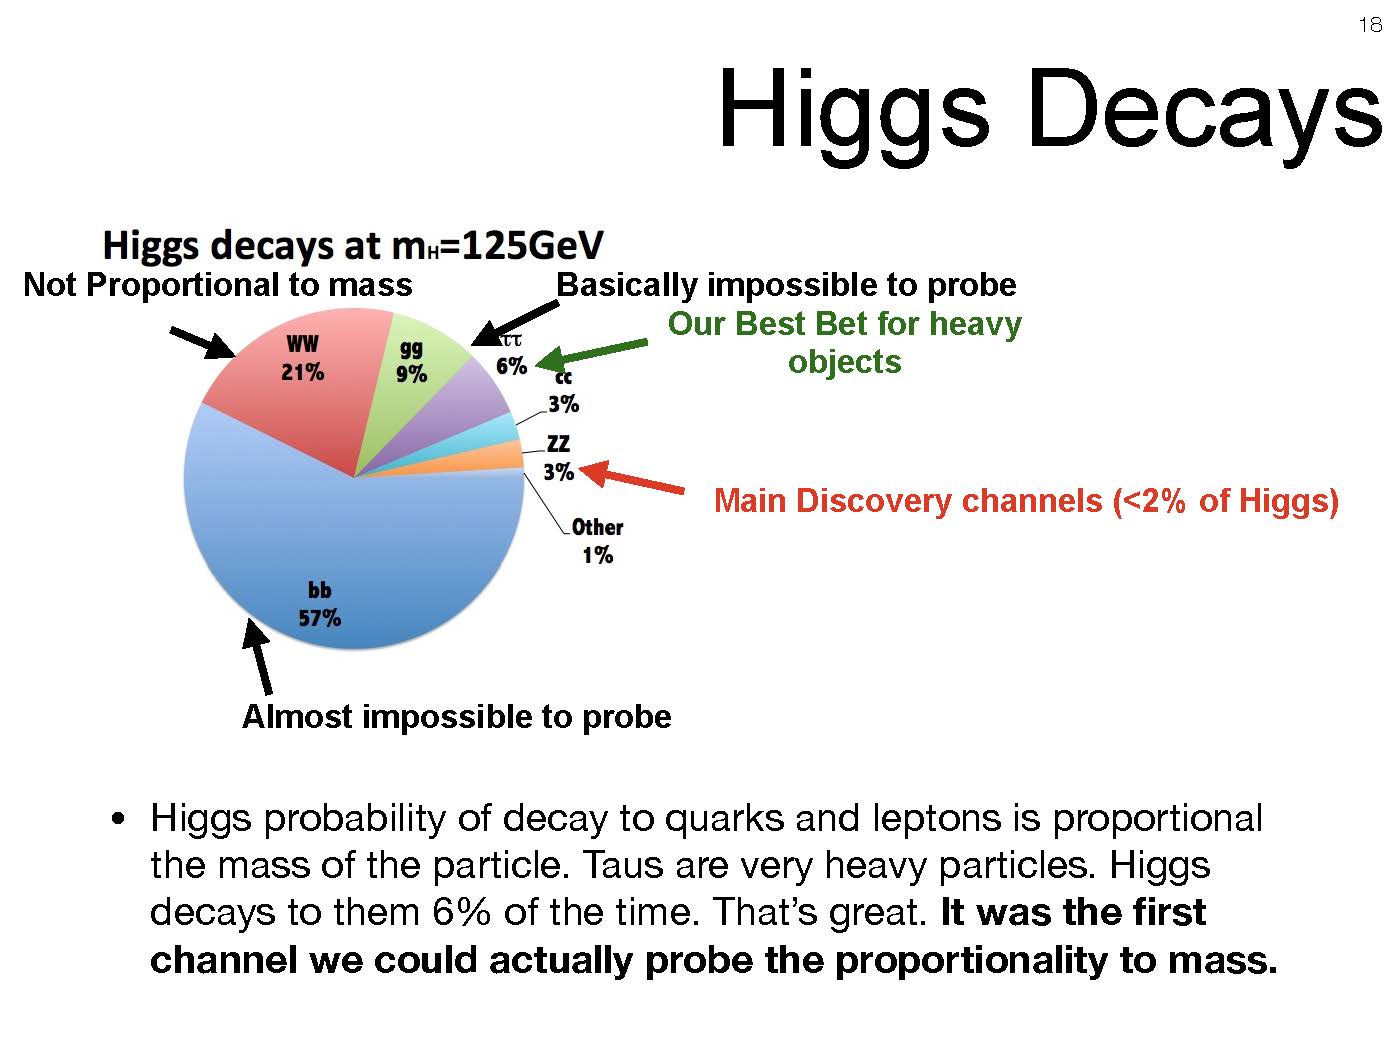 18
Higgs Decays
Higgs decays at mH=125GeV
Not Proportional to mass
Basically impossible to probe
Our Best Bet for heavy
objects
WW
21%
gg
9%
ττ
6%
cc
3%
ZZ
3%
Main Discovery channels (<2% of Higgs)
Other
1%
bb
57%
Almost impossible to probe
• Higgs probability of decay to quarks and leptons is proportional
the mass of the particle. Taus are very heavy particles. Higgs
decays to them 6% of the time. That’s great. It was the first
channel we could actually probe the proportionality to mass.